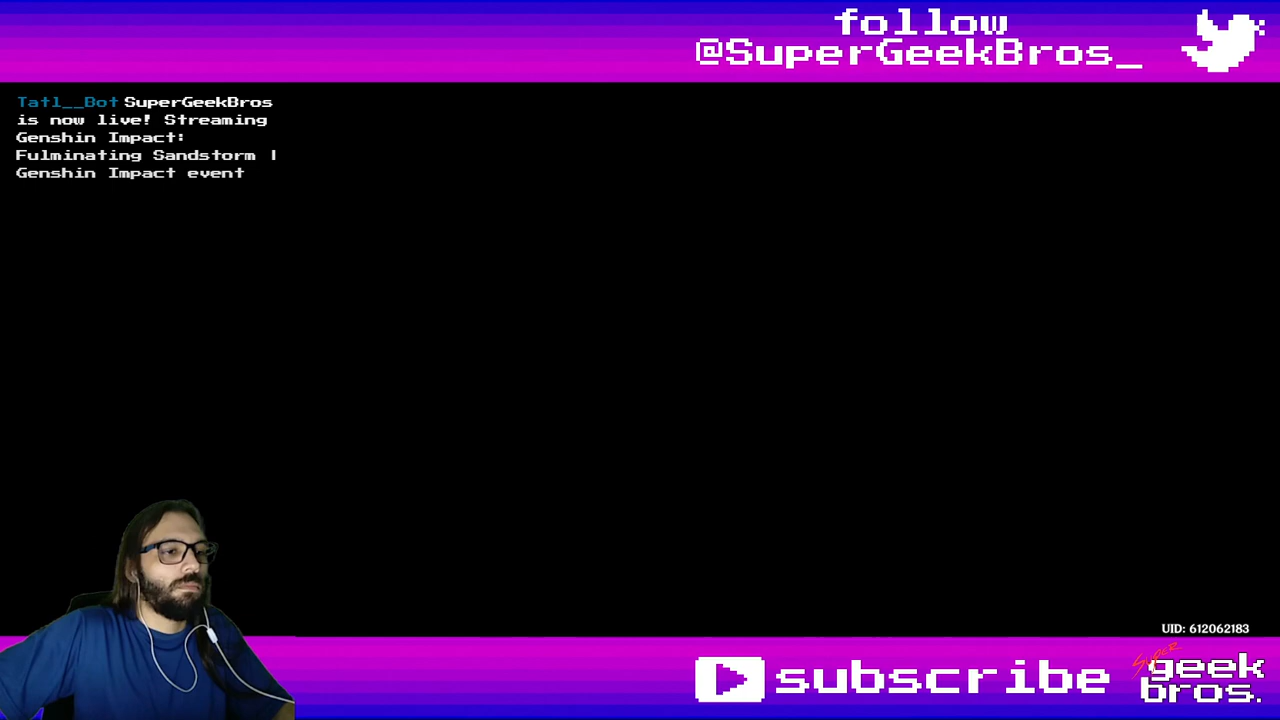 follow
@SuperGeekBros_
Tatl__Bot SuperGeekBros
is now live! Streaming
Genshin Impact:
Fulminating Sandstorm |
Genshin Impact event
UID: 612062183
subscribe
SUPER
geek
bros.